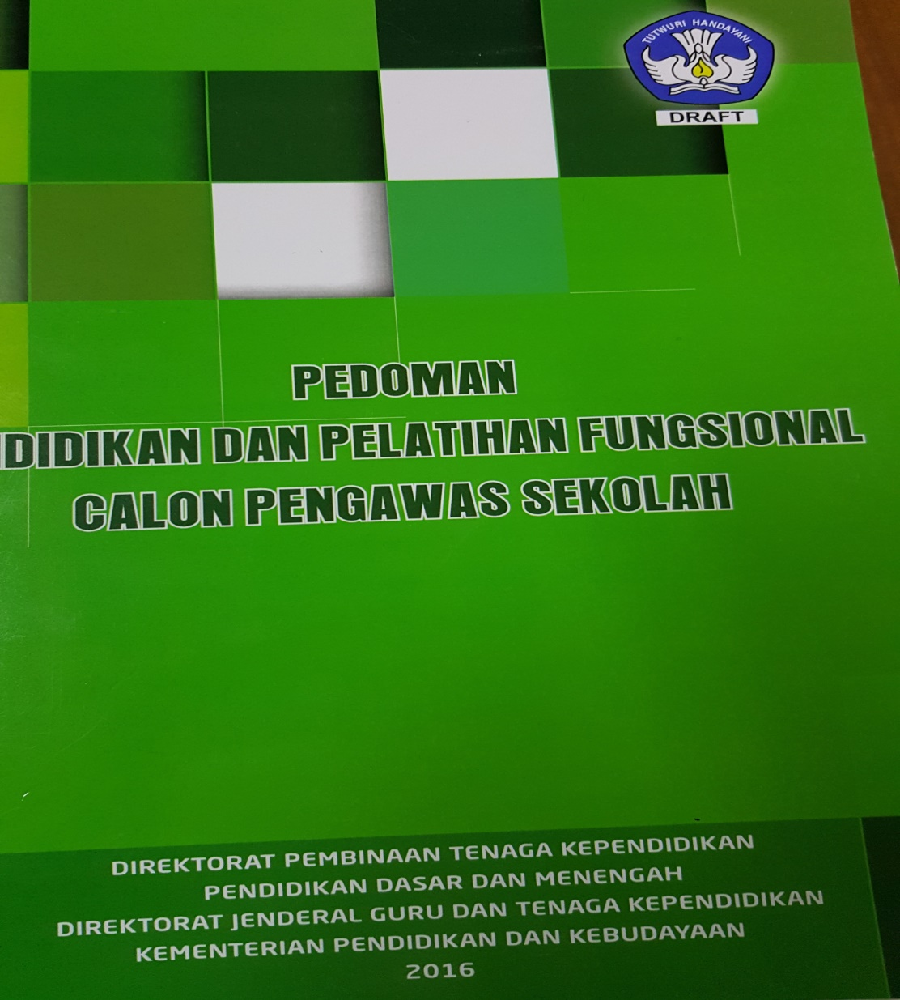 TUTWURI HANDAYANI
DRAFT
PEDOMAN
DIDIKAN DAN PELATIHAN FUNGSIONAL
CALON PENGAWAS SEKOLAH
DIREKTORAT PEMBINAAN TENAGA KEPENDIDIKAN
PENDIDIKAN DASAR DAN MENENGAH
DIREKTORAT JENDERAL GURU DAN TENAGA KEPENDIDIKAN
KEMENTERIAN PENDIDIKAN DAN KEBUDAYAAN
2016